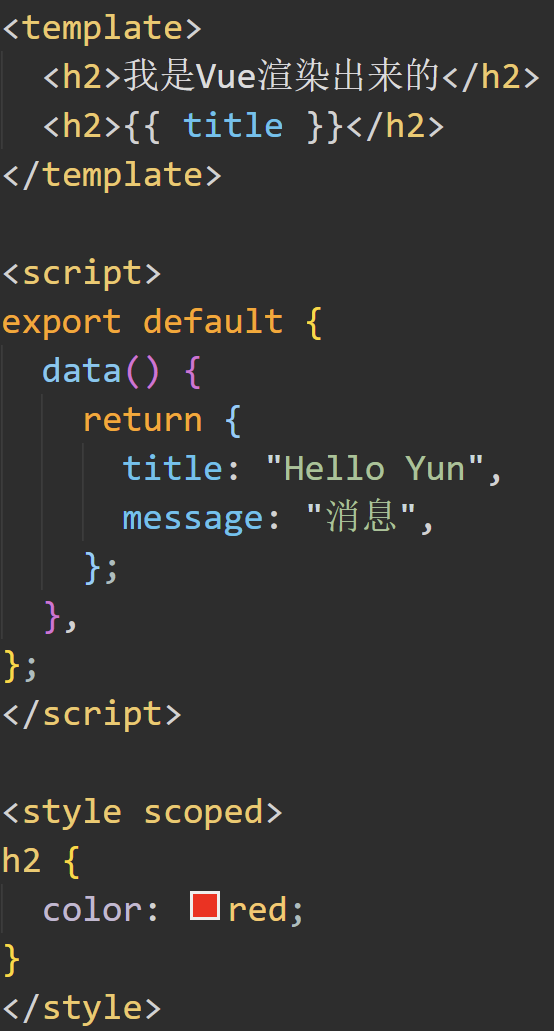 <template>
  <h2>我是Vue渲染出来的</h2>
  <h2>{{ title }}</h2>
</template>

<script>
export default {
  data() {
    return {
      title: "Hello Yun",
      message: "消息",
    };
  },
};
</script>

<style scoped>
h2 {
  color: red;
}
</style>